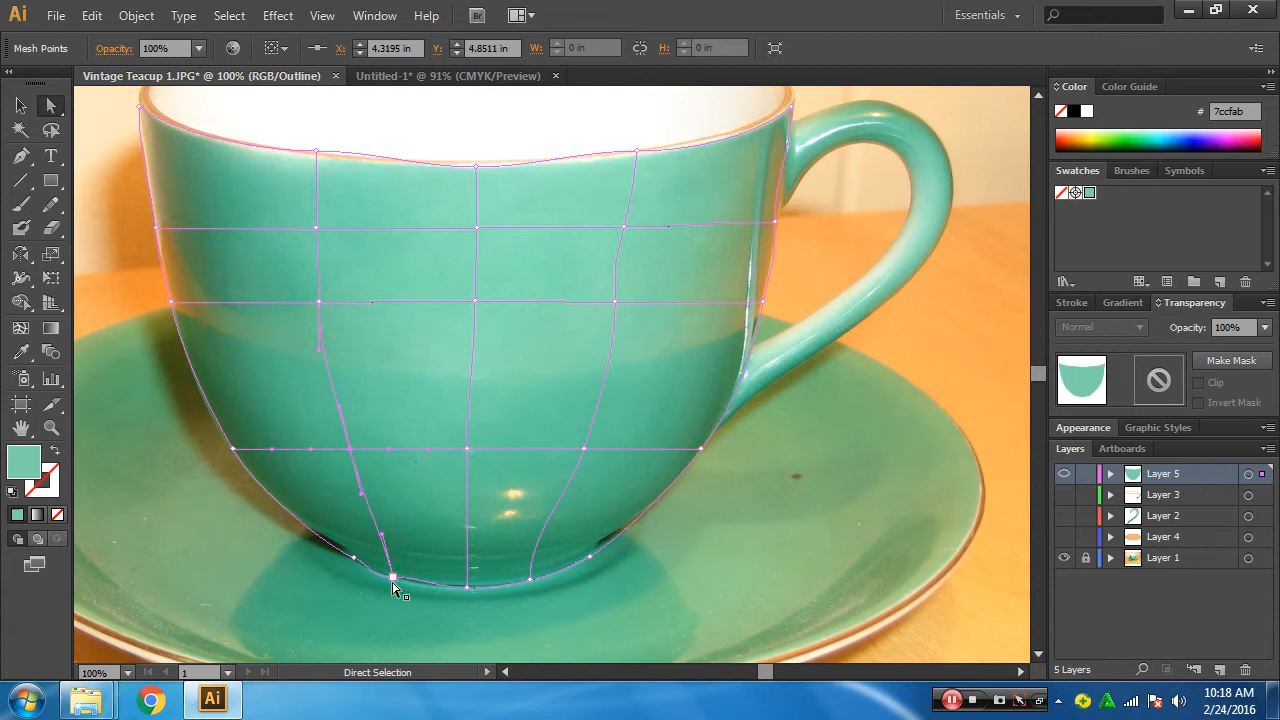 Ai File Edit Object Type Select Effect View Window Help Br Essentials
Mesh Points Opacity: 100% X: 4.3195 in Y: 4.8511 in W: 0 in H: 0 in
Vintage Teacup 1.JPG* @ 100% (RGB/Outline) × Untitled-1* @ 91% (CMYK/Preview) ×
Color Color Guide
# 7ccfab
Swatches Brushes Symbols
Stroke Gradient Transparency
Normal Opacity: 100%
Make Mask
Clip
Invert Mask
Appearance Graphic Styles
Layers Artboards
Layer 5
Layer 3
Layer 2
Layer 4
Layer 1
5 Layers
100% 1 Direct Selection
Ai
10:18 AM
2/24/2016